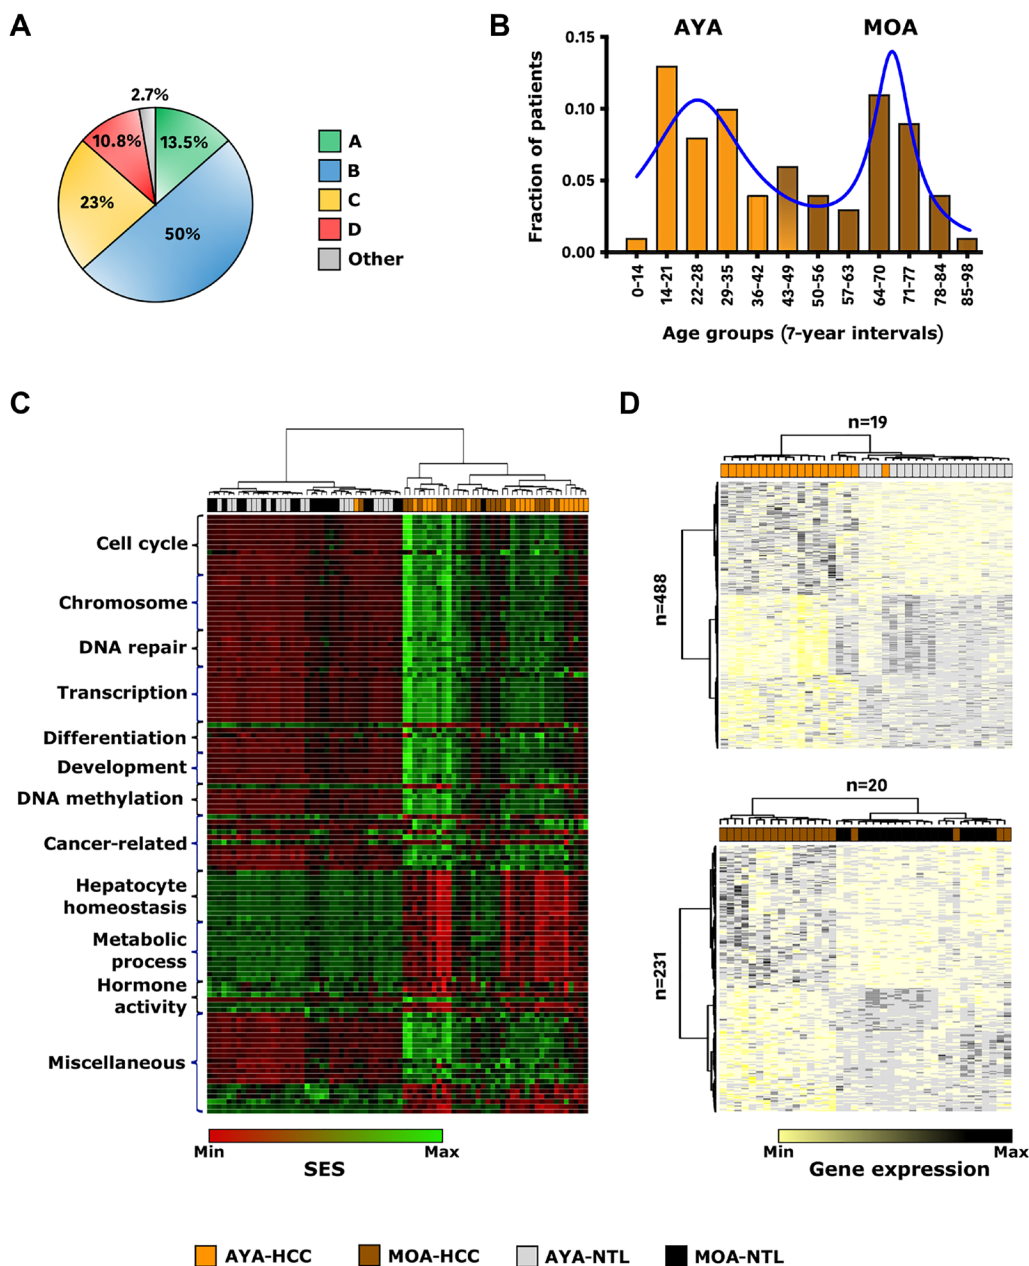 A
2.7%
13.5%
10.8%
23%
50%
A
B
C
D
Other
B
AYA
MOA
Fraction of patients
0.15
0.10
0.05
0.00
0-14
14-21
22-28
29-35
36-42
43-49
50-56
57-63
64-70
71-77
78-84
85-98
Age groups (7-year intervals)
C
Cell cycle
Chromosome
DNA repair
Transcription
Differentiation
Development
DNA methylation
Cancer-related
Hepatocyte
homeostasis
Metabolic
process
Hormone
activity
Miscellaneous
Min
Max
SES
D
n=19
n=488
n=20
n=231
Min
Max
Gene expression
AYA-HCC
MOA-HCC
AYA-NTL
MOA-NTL